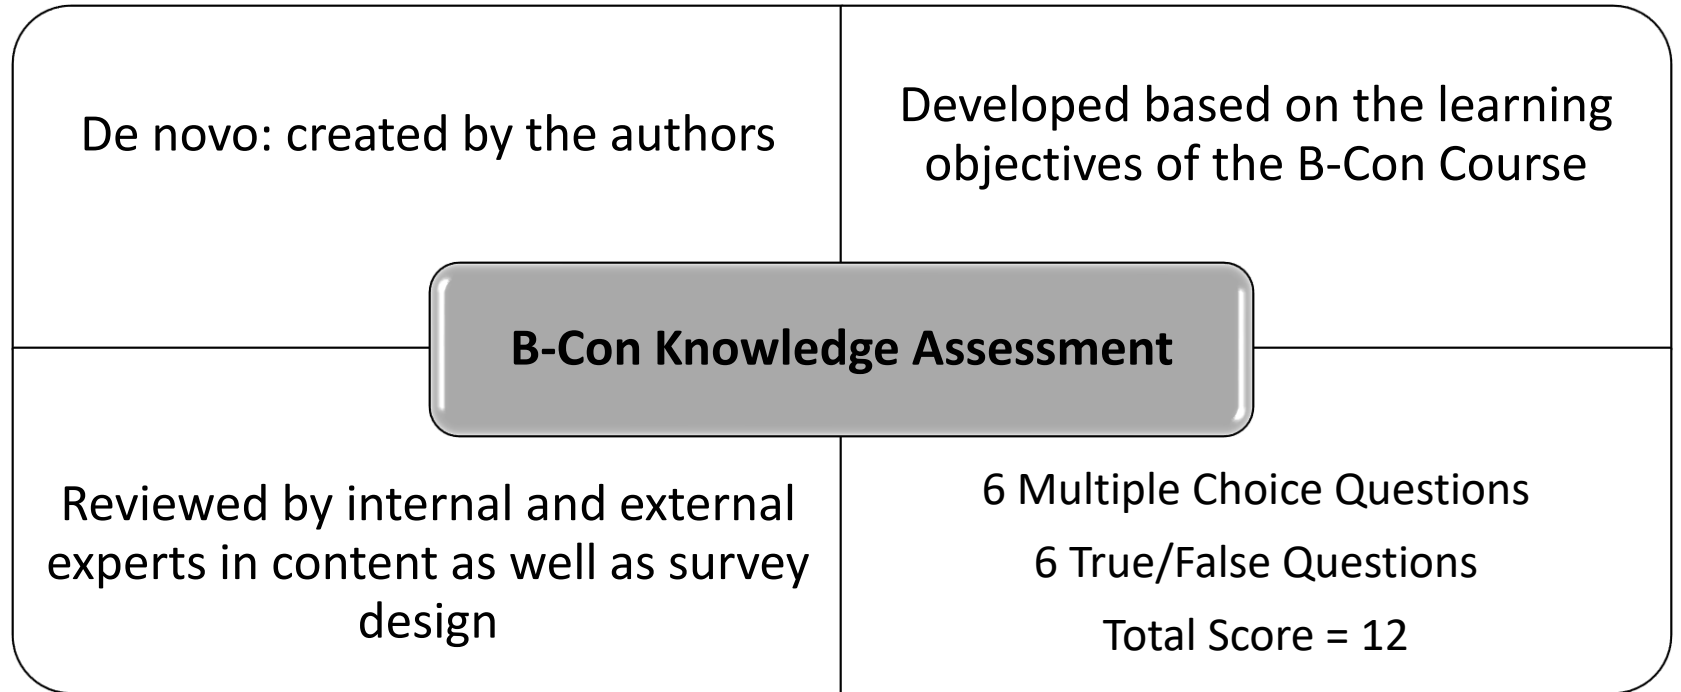 De novo: created by the authors
Developed based on the learning
objectives of the B-Con Course
B-Con Knowledge Assessment
Reviewed by internal and external
experts in content as well as survey
design
6 Multiple Choice Questions
6 True/False Questions
Total Score = 12